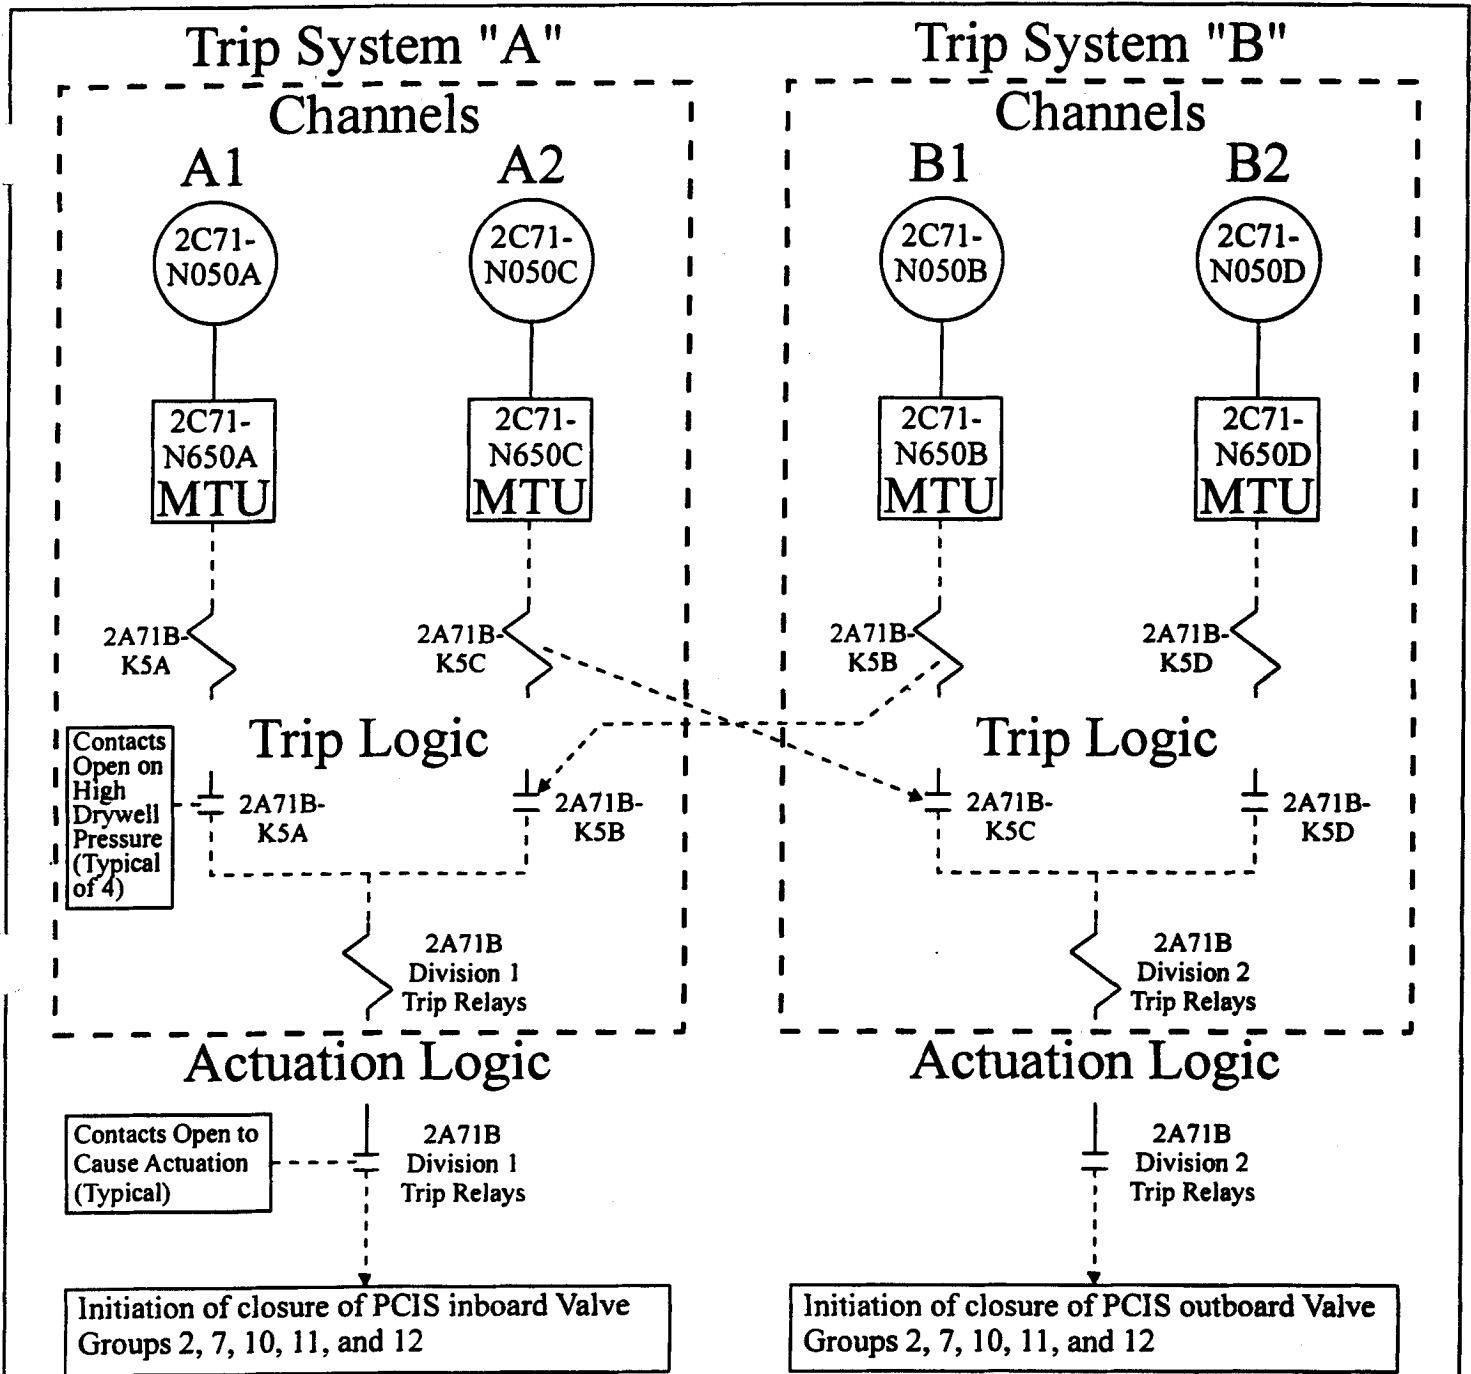 Trip System "A"
Channels
A1
A2
2C71-
N050A
2C71-
N050C
2C71-
N650A
MTU
2C71-
N650C
MTU
2A71B-
K5A
2A71B-
K5C
Trip Logic
Contacts
Open on
High
Drywell
Pressure
(Typical
of 4)
2A71B-
K5A
2A71B-
K5B
2A71B
Division 1
Trip Relays
Actuation Logic
Contacts Open to
Cause Actuation
(Typical)
2A71B
Division 1
Trip Relays
Initiation of closure of PCIS inboard Valve
Groups 2, 7, 10, 11, and 12
Trip System "B"
Channels
B1
B2
2C71-
N050B
2C71-
N050D
2C71-
N650B
MTU
2C71-
N650D
MTU
2A71B-
K5B
2A71B-
K5D
Trip Logic
2A71B-
K5C
2A71B-
K5D
2A71B
Division 2
Trip Relays
Actuation Logic
2A71B
Division 2
Trip Relays
Initiation of closure of PCIS outboard Valve
Groups 2, 7, 10, 11, and 12